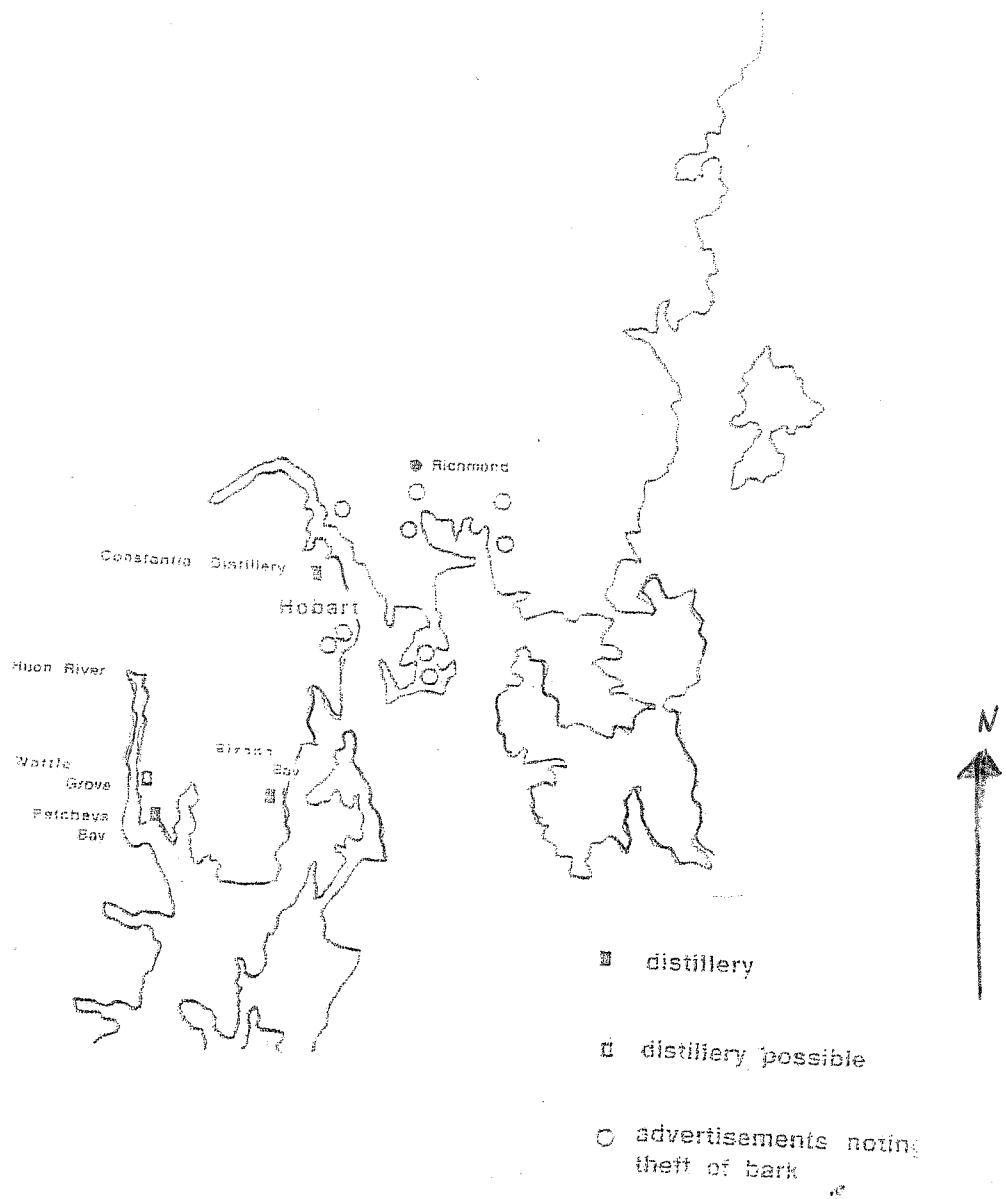 Richmond
Constantia Distillery
Hobart
Huon River
Bay
Wattle
Grove
Petcheys
Bay
N
distillery
distillery possible
advertisements noting
theft of bark